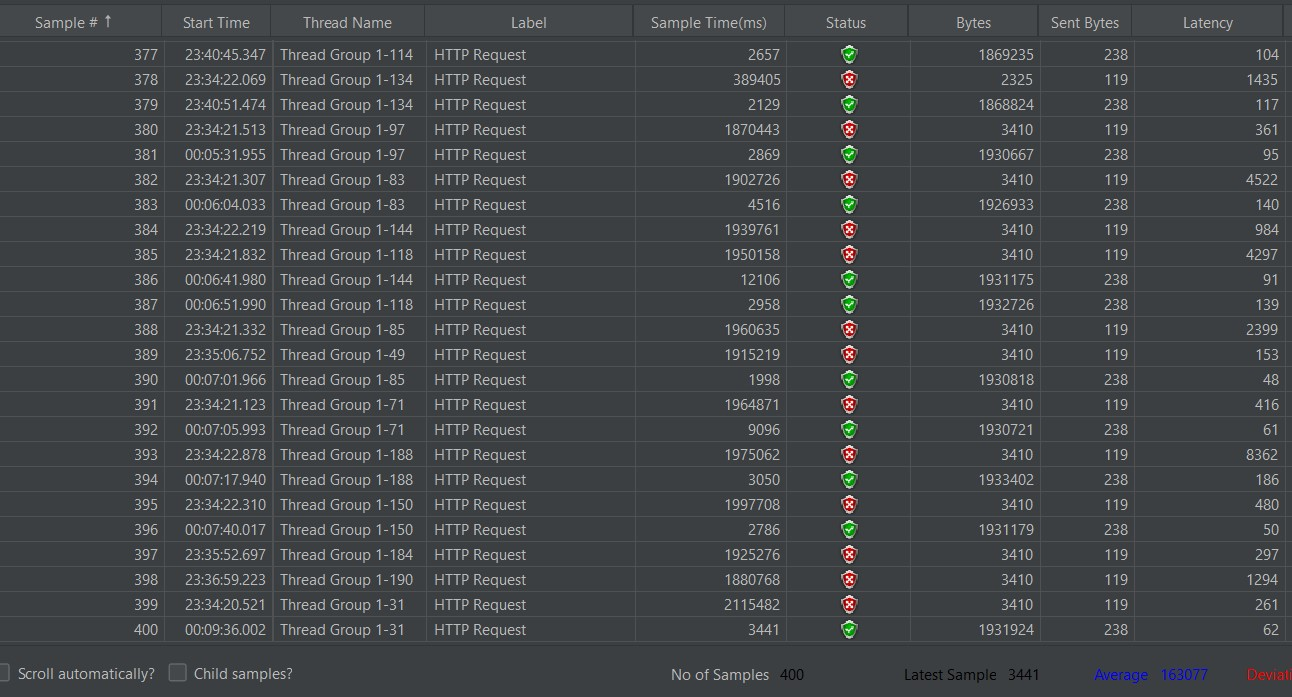 Sample # ↑ Start Time Thread Name Label Sample Time(ms) Status Bytes Sent Bytes Latency
377 23:40:45.347 Thread Group 1-114 HTTP Request 2657 1869235 238 104
378 23:34:22.069 Thread Group 1-134 HTTP Request 389405 2325 119 1435
379 23:40:51.474 Thread Group 1-134 HTTP Request 2129 1868824 238 117
380 23:34:21.513 Thread Group 1-97 HTTP Request 1870443 3410 119 361
381 00:05:31.955 Thread Group 1-97 HTTP Request 2869 1930667 238 95
382 23:34:21.307 Thread Group 1-83 HTTP Request 1902726 3410 119 4522
383 00:06:04.033 Thread Group 1-83 HTTP Request 4516 1926933 238 140
384 23:34:22.219 Thread Group 1-144 HTTP Request 1939761 3410 119 984
385 23:34:21.832 Thread Group 1-118 HTTP Request 1950158 3410 119 4297
386 00:06:41.980 Thread Group 1-144 HTTP Request 12106 1931175 238 91
387 00:06:51.990 Thread Group 1-118 HTTP Request 2958 1932726 238 139
388 23:34:21.332 Thread Group 1-85 HTTP Request 1960635 3410 119 2399
389 23:35:06.752 Thread Group 1-49 HTTP Request 1915219 3410 119 153
390 00:07:01.966 Thread Group 1-85 HTTP Request 1998 1930818 238 48
391 23:34:21.123 Thread Group 1-71 HTTP Request 1964871 3410 119 416
392 00:07:05.993 Thread Group 1-71 HTTP Request 9096 1930721 238 61
393 23:34:22.878 Thread Group 1-188 HTTP Request 1975062 3410 119 8362
394 00:07:17.940 Thread Group 1-188 HTTP Request 3050 1933402 238 186
395 23:34:22.310 Thread Group 1-150 HTTP Request 1997708 3410 119 480
396 00:07:40.017 Thread Group 1-150 HTTP Request 2786 1931179 238 50
397 23:35:52.697 Thread Group 1-184 HTTP Request 1925276 3410 119 297
398 23:36:59.223 Thread Group 1-190 HTTP Request 1880768 3410 119 1294
399 23:34:20.521 Thread Group 1-31 HTTP Request 2115482 3410 119 261
400 00:09:36.002 Thread Group 1-31 HTTP Request 3441 1931924 238 62
Scroll automatically? Child samples? No of Samples 400 Latest Sample 3441 Average 163077 Deviati